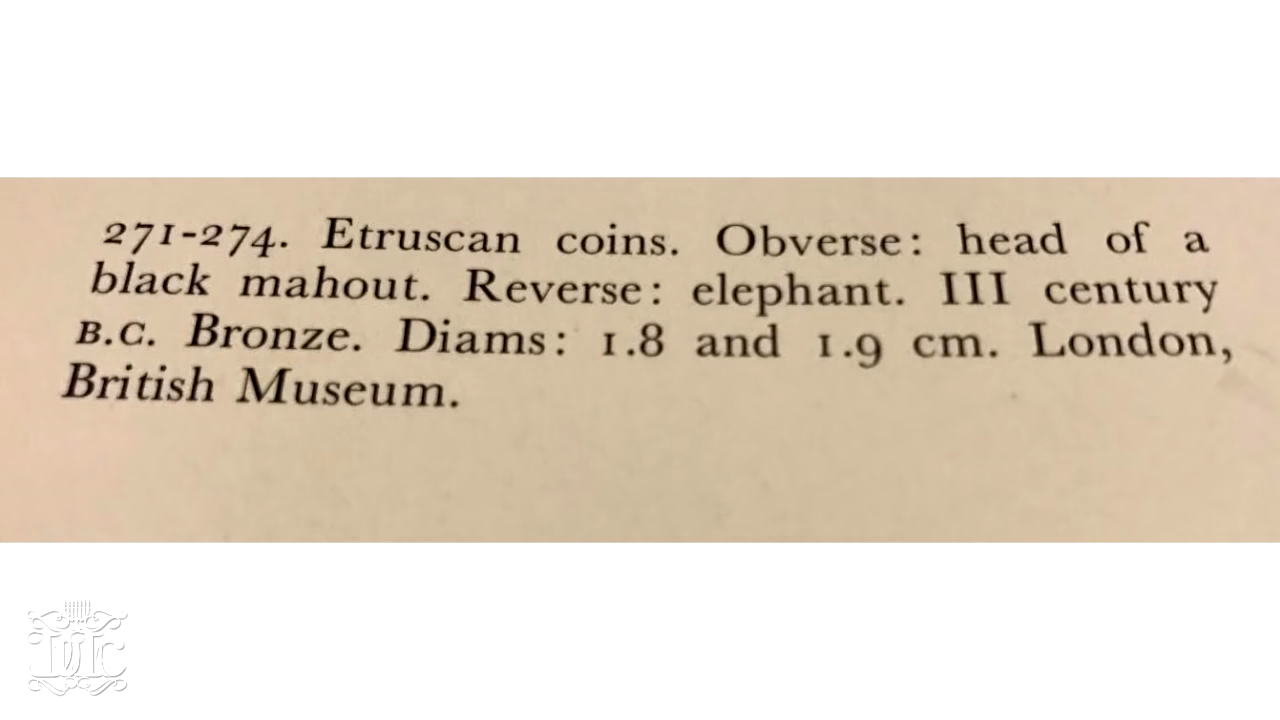 271-274. Etruscan coins. Obverse: head of a
black mahout. Reverse: elephant. III century
B.C. Bronze. Diams: 1.8 and 1.9 cm. London,
British Museum.